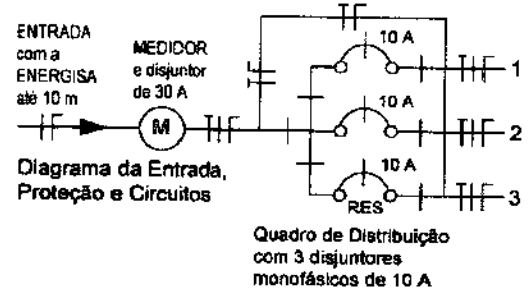 ENTRADA
com a
ENERGISA
até 10 m
MEDIDOR
e disjuntor
de 30 A
M
Diagrama da Entrada,
Proteção e Circuitos
10 A
1
10 A
2
10 A
RES
3
Quadro de Distribuição
com 3 disjuntores
monofásicos de 10 A